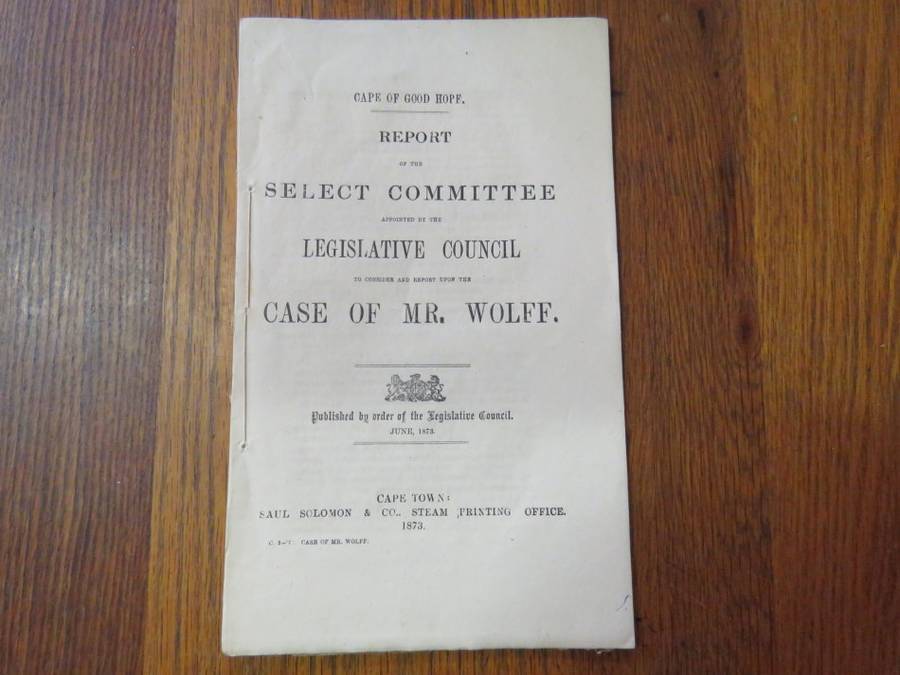 CAPE OF GOOD HOPE.
REPORT
OF THE
SELECT COMMITTEE
APPOINTED BY THE
LEGISLATIVE COUNCIL
TO CONSIDER AND REPORT UPON THE
CASE OF MR. WOLFF.
Published by order of the Legislative Council.
JUNE, 1873.
CAPE TOWN:
SAUL SOLOMON & CO., STEAM PRINTING OFFICE.
1873.
CASE OF MR. WOLFF.